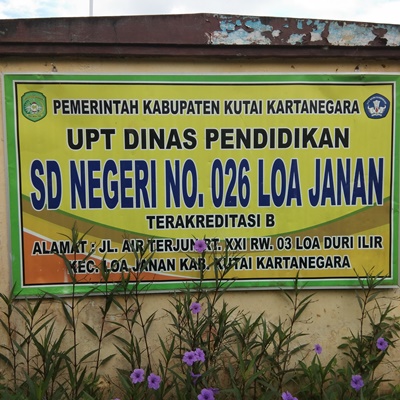 PEMERINTAH KABUPATEN KUTAI KARTANEGARA
UPT DINAS PENDIDIKAN
SD NEGERI NO. 026 LOA JANAN
TERAKREDITASI B
ALAMAT : JL. AIR TERJUN RT. XXI RW. 03 LOA DURI ILIR
KEC. LOA JANAN KAB. KUTAI KARTANEGARA